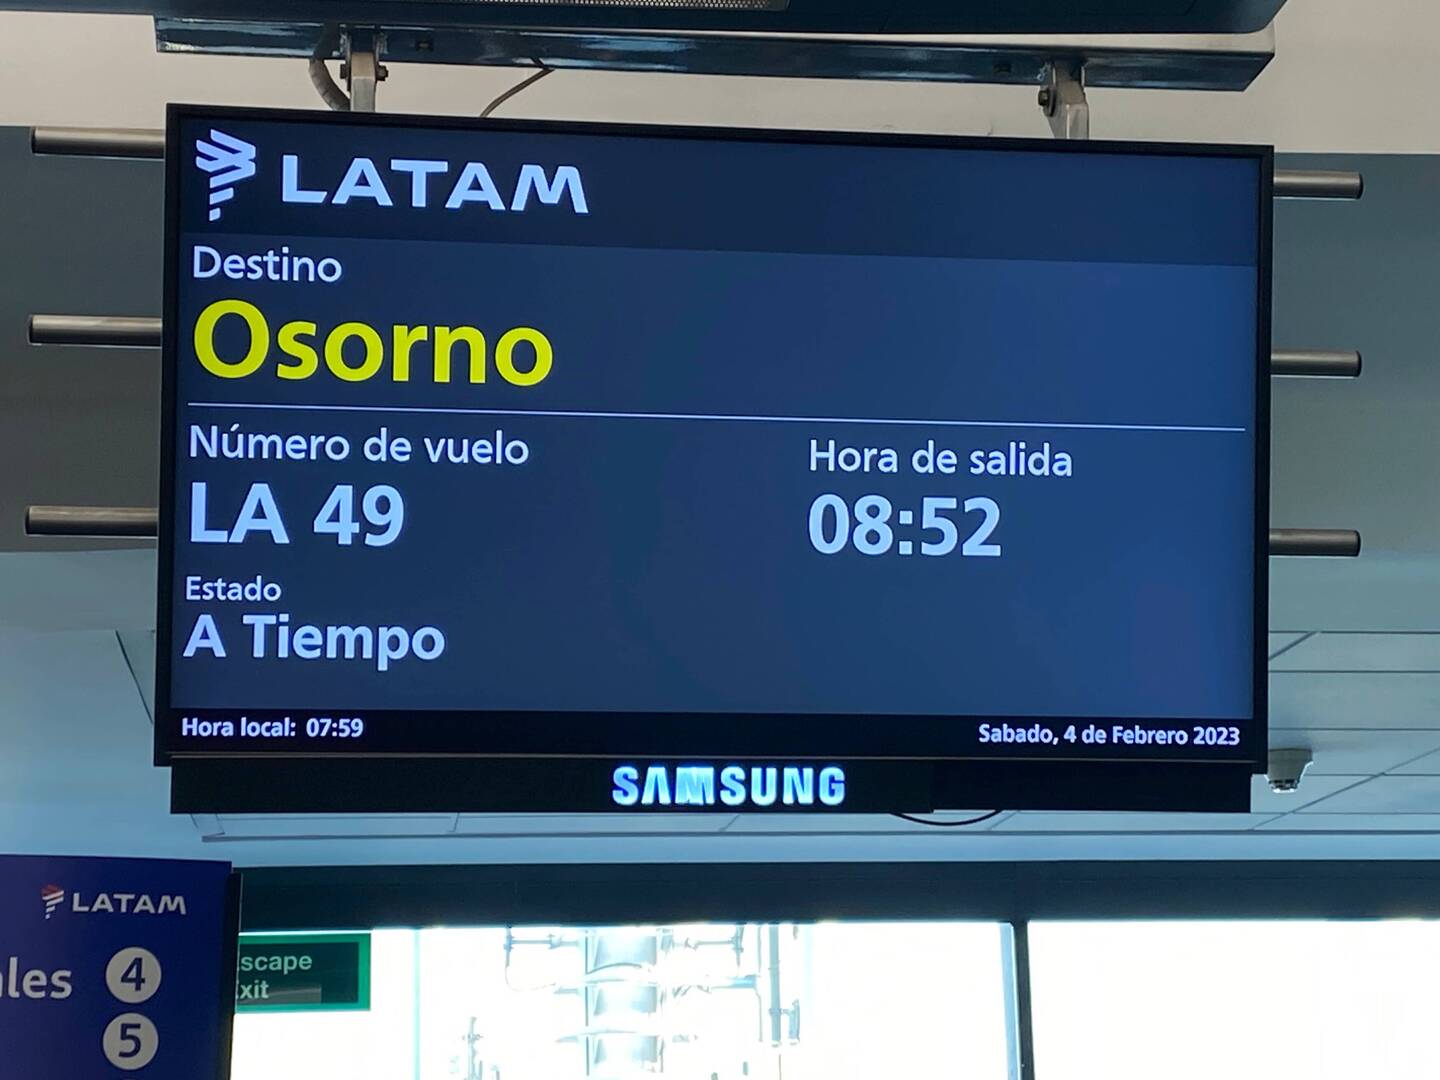 LATAM
Destino
Osorno
Número de vuelo
LA 49
Hora de salida
08:52
Estado
A Tiempo
Hora local: 07:59
Sabado, 4 de Febrero 2023
SAMSUNG
LATAM
4
5
Exit